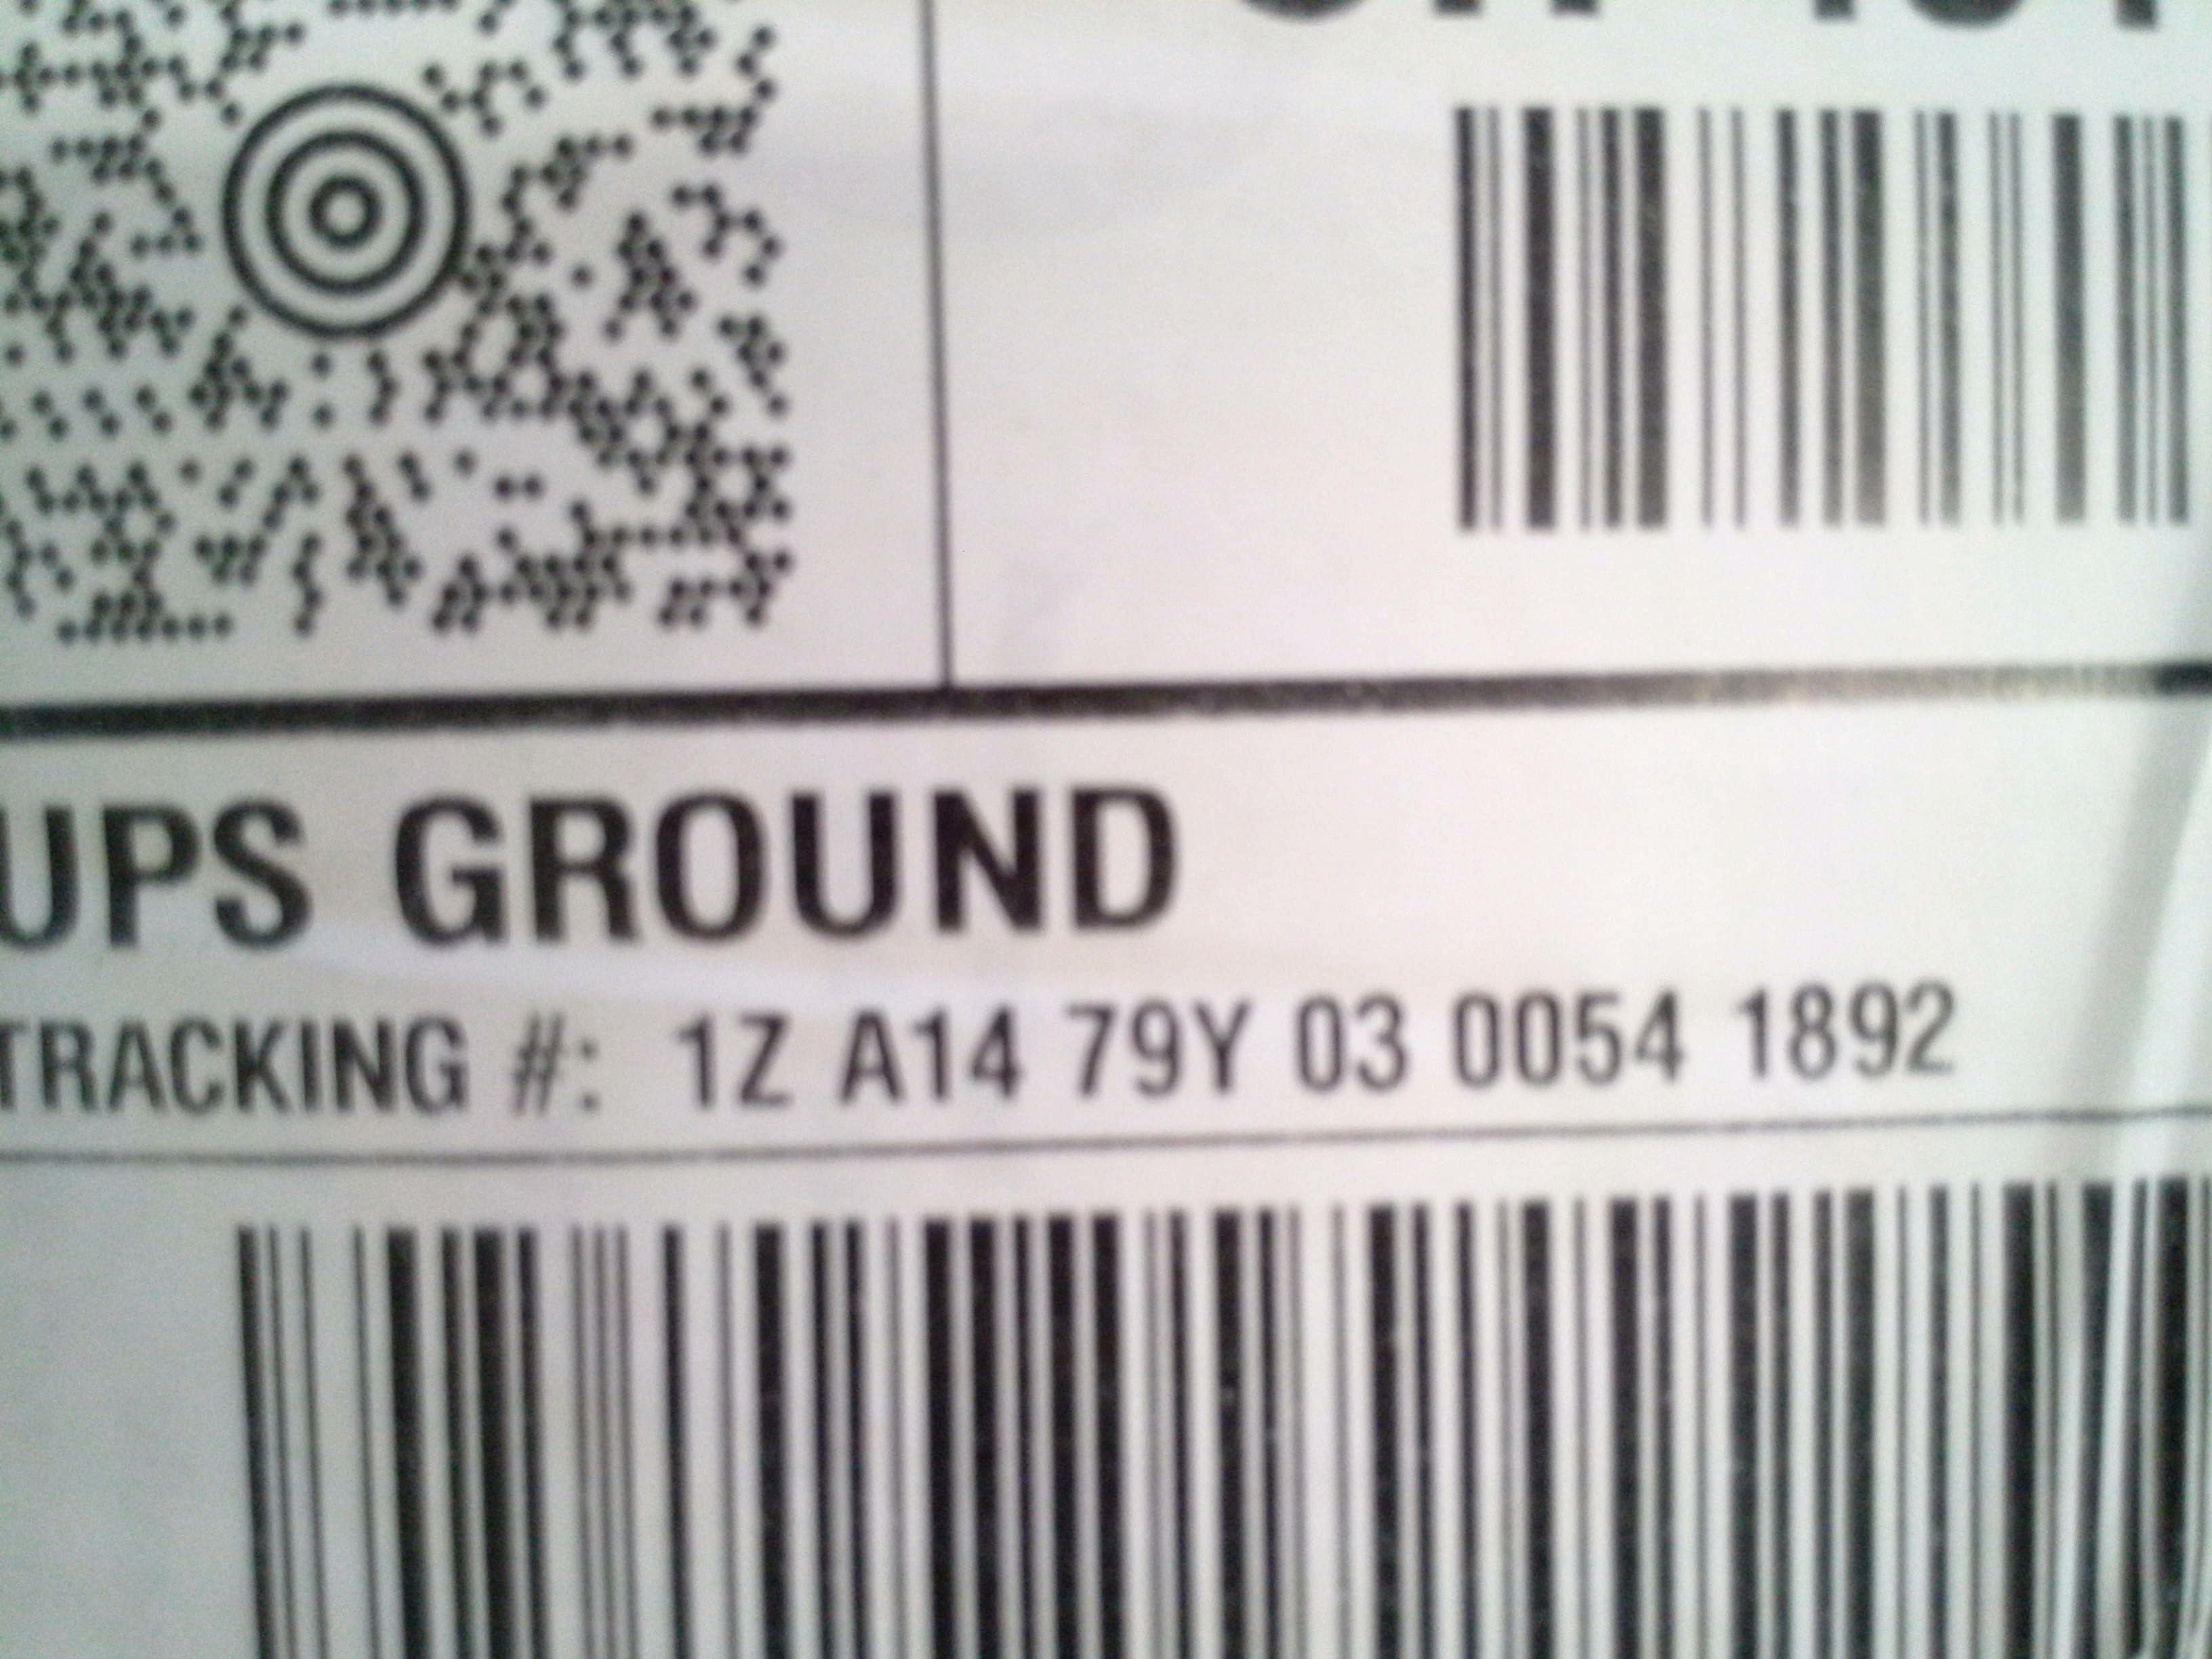 UPS GROUND
TRACKING #: 1Z A14 79Y 03 0054 1892